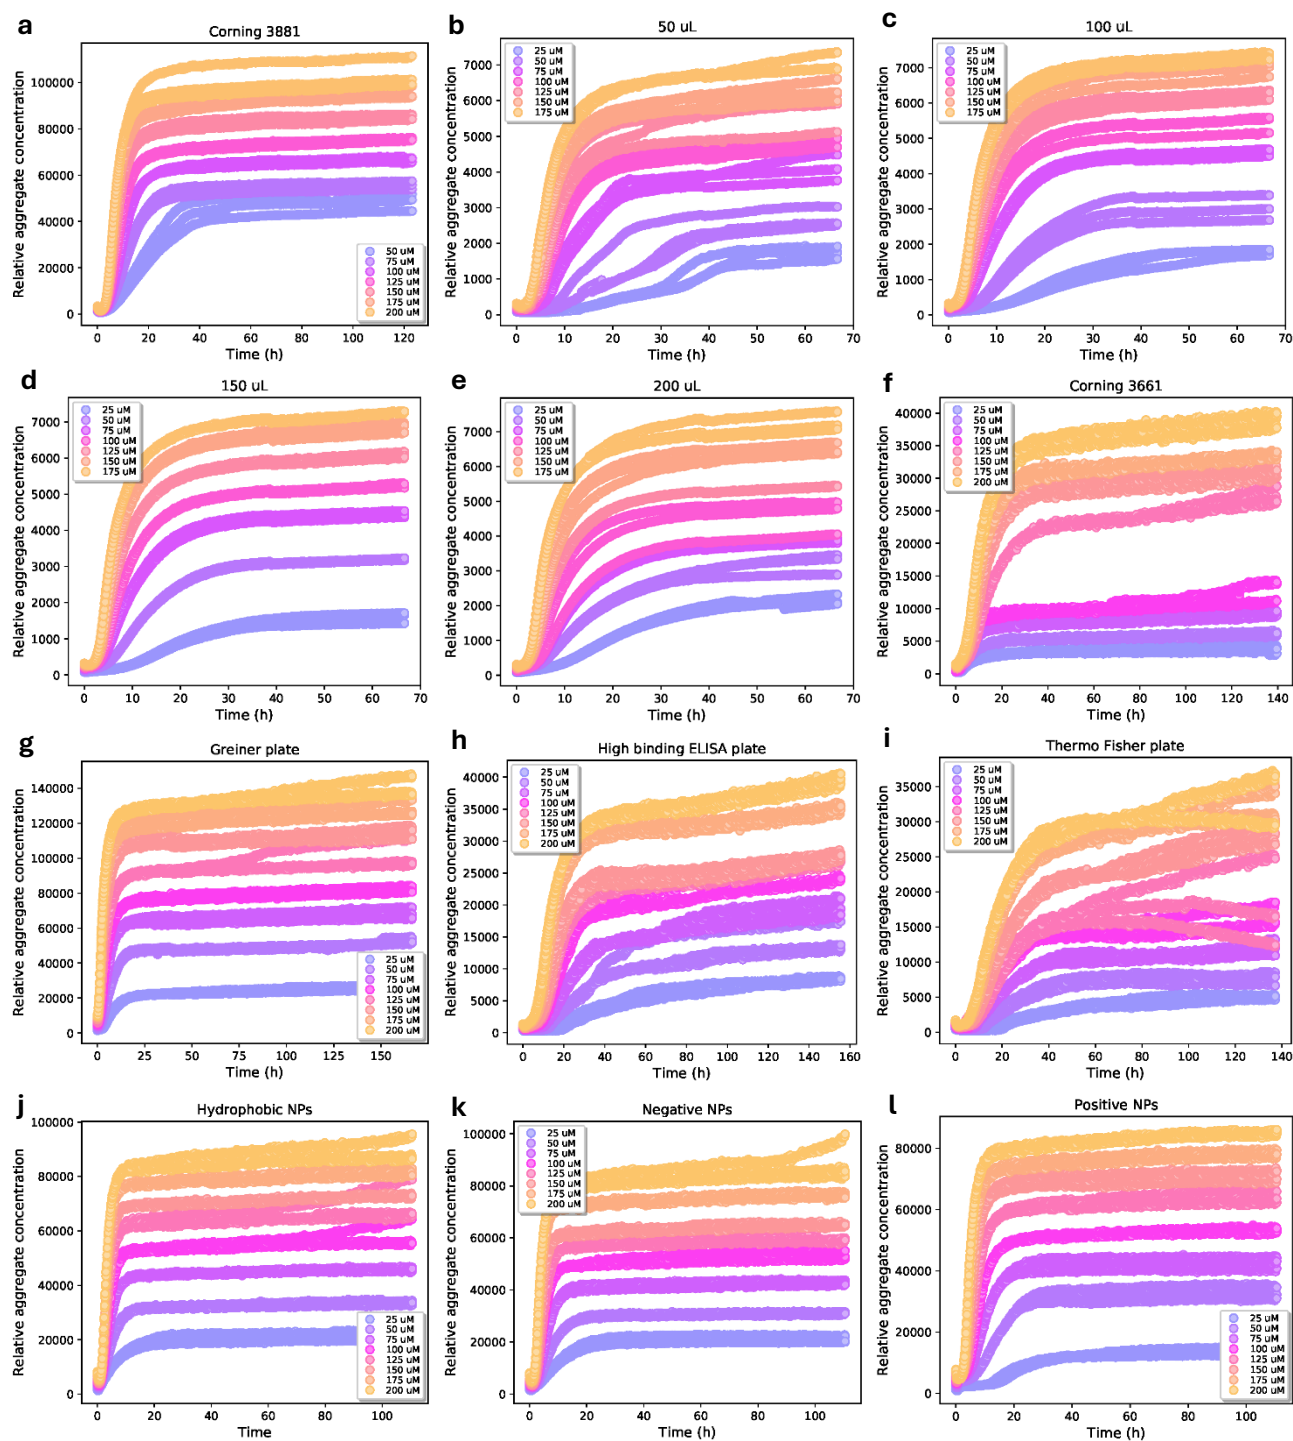 a
Corning 3881
Relative aggregate concentration
100000
80000
60000
40000
20000
0
50 uM
75 uM
100 uM
125 uM
150 uM
175 uM
200 uM
0 20 40 60 80 100 120
Time (h)
b
50 uL
Relative aggregate concentration
7000
6000
5000
4000
3000
2000
1000
0
25 uM
50 uM
75 uM
100 uM
125 uM
150 uM
175 uM
0 10 20 30 40 50 60 70
Time (h)
c
100 uL
Relative aggregate concentration
7000
6000
5000
4000
3000
2000
1000
0
25 uM
50 uM
75 uM
100 uM
125 uM
150 uM
175 uM
0 10 20 30 40 50 60 70
Time (h)
d
150 uL
Relative aggregate concentration
7000
6000
5000
4000
3000
2000
1000
0
25 uM
50 uM
75 uM
100 uM
125 uM
150 uM
175 uM
0 10 20 30 40 50 60 70
Time (h)
e
200 uL
Relative aggregate concentration
7000
6000
5000
4000
3000
2000
1000
0
25 uM
50 uM
75 uM
100 uM
125 uM
150 uM
175 uM
0 10 20 30 40 50 60 70
Time (h)
f
Corning 3661
Relative aggregate concentration
40000
35000
30000
25000
20000
15000
10000
5000
0
25 uM
50 uM
75 uM
100 uM
125 uM
150 uM
175 uM
200 uM
0 20 40 60 80 100 120 140
Time (h)
g
Greiner plate
Relative aggregate concentration
140000
120000
100000
80000
60000
40000
20000
0
25 uM
50 uM
75 uM
100 uM
125 uM
150 uM
175 uM
200 uM
0 25 50 75 100 125 150
Time (h)
h
High binding ELISA plate
Relative aggregate concentration
40000
35000
30000
25000
20000
15000
10000
5000
0
25 uM
50 uM
75 uM
100 uM
125 uM
150 uM
175 uM
200 uM
0 20 40 60 80 100 120 140 160
Time (h)
i
Thermo Fisher plate
Relative aggregate concentration
35000
30000
25000
20000
15000
10000
5000
0
25 uM
50 uM
75 uM
100 uM
125 uM
150 uM
175 uM
200 uM
0 20 40 60 80 100 120 140
Time (h)
j
Hydrophobic NPs
Relative aggregate concentration
100000
80000
60000
40000
20000
0
25 uM
50 uM
75 uM
100 uM
125 uM
150 uM
175 uM
200 uM
0 20 40 60 80 100
Time
k
Negative NPs
Relative aggregate concentration
100000
80000
60000
40000
20000
0
25 uM
50 uM
75 uM
100 uM
125 uM
150 uM
175 uM
200 uM
0 20 40 60 80 100
Time (h)
l
Positive NPs
Relative aggregate concentration
80000
60000
40000
20000
0
25 uM
50 uM
75 uM
100 uM
125 uM
150 uM
175 uM
200 uM
0 20 40 60 80 100
Time (h)